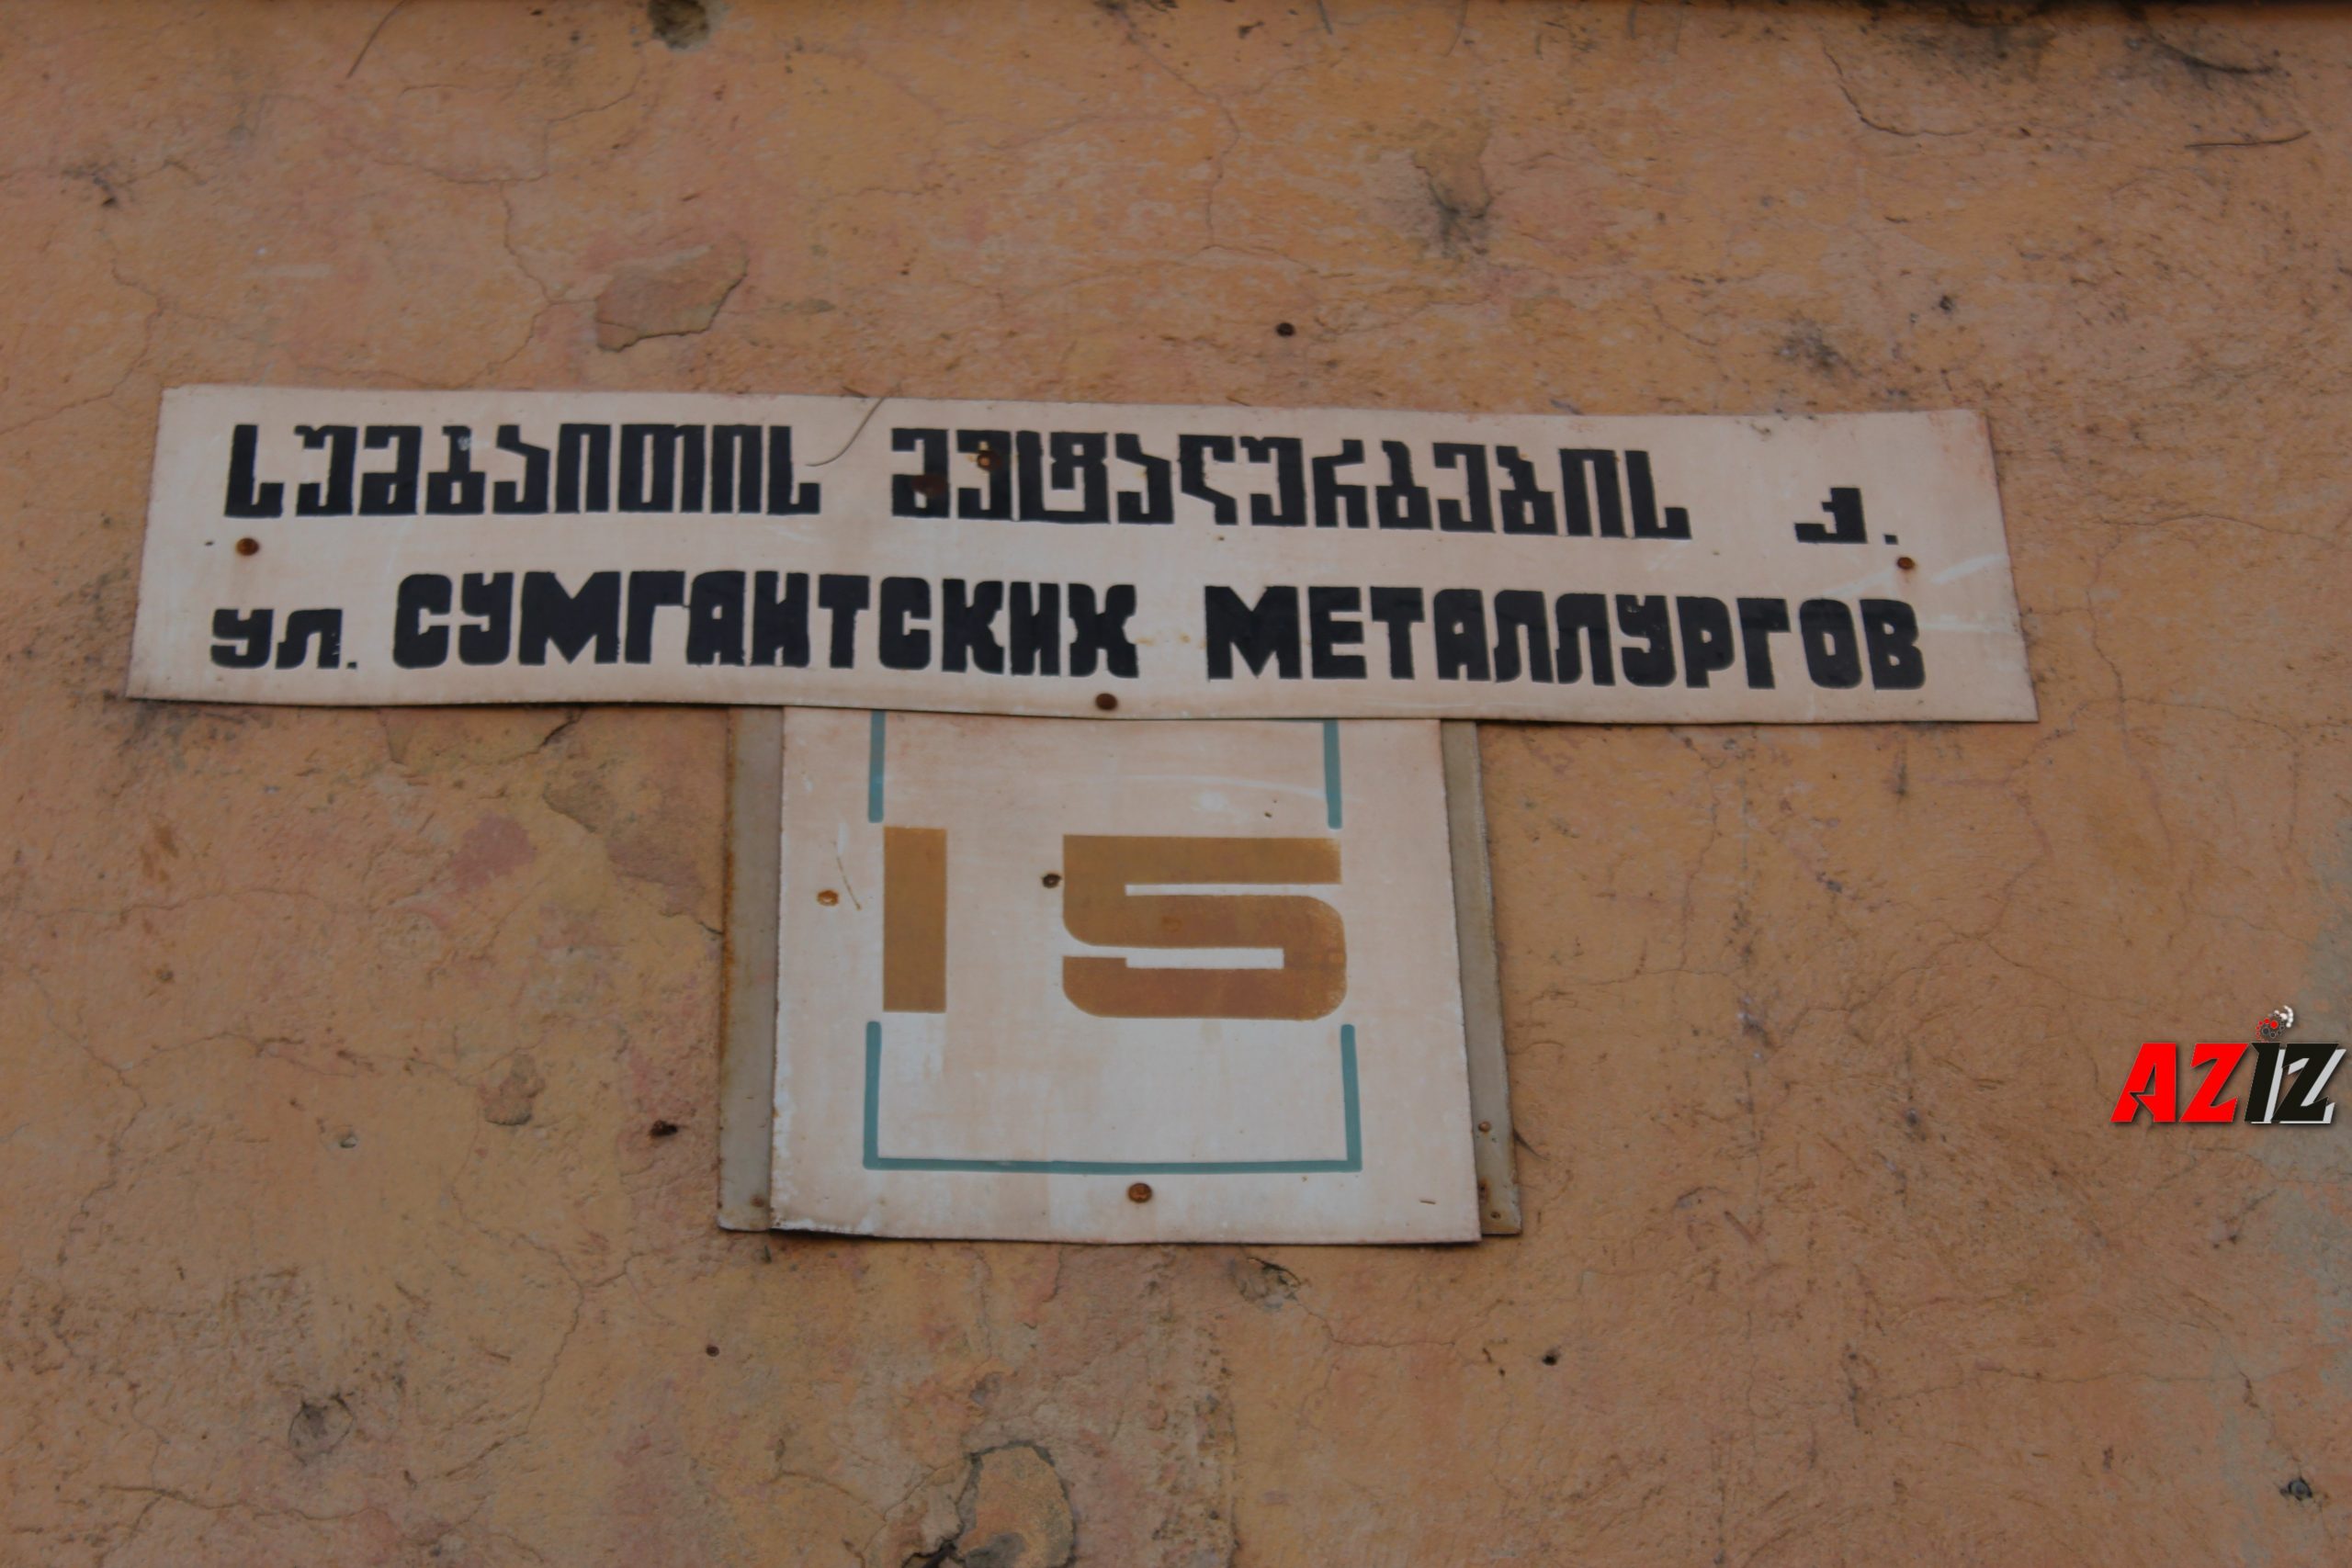 სუმგაითის მეტალურგების ქ.
ул. СУМГАИТСКИХ МЕТАЛЛУРГОВ
15
AZIZ